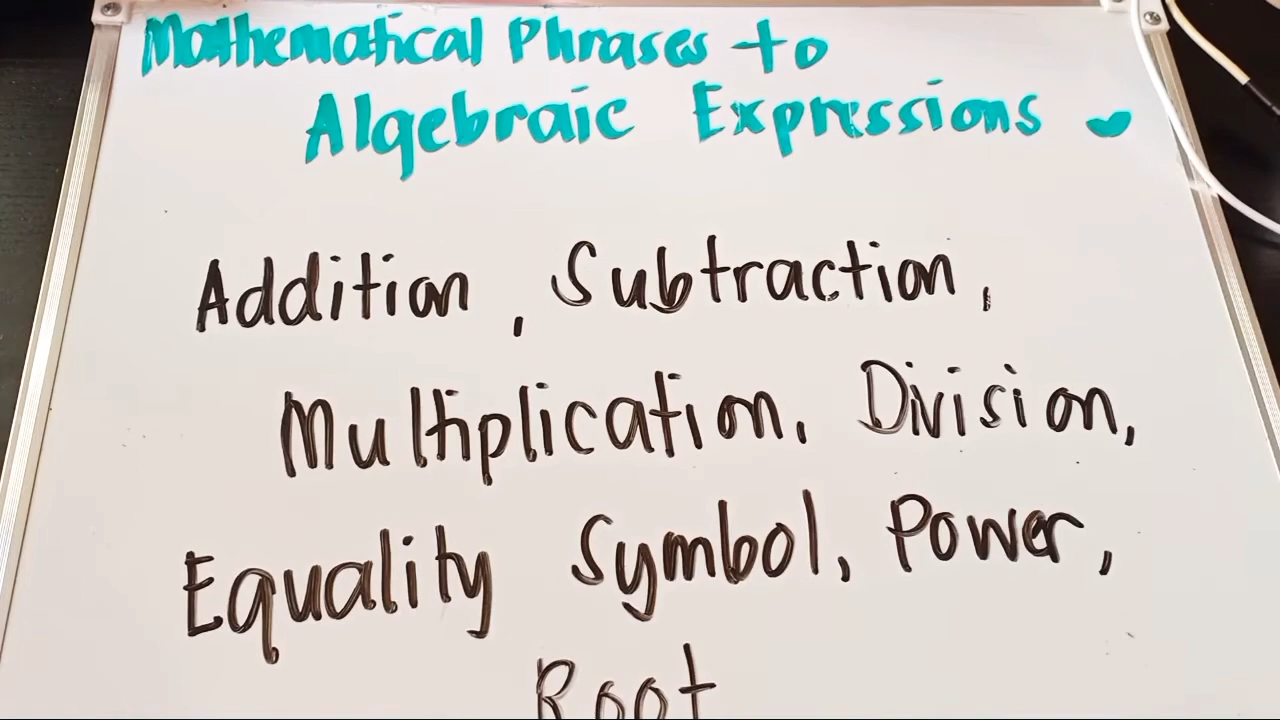 Mathematical Phrases to
Algebraic Expressions
Addition, Subtraction,
Multiplication, Division,
Equality Symbol, Power,
Root